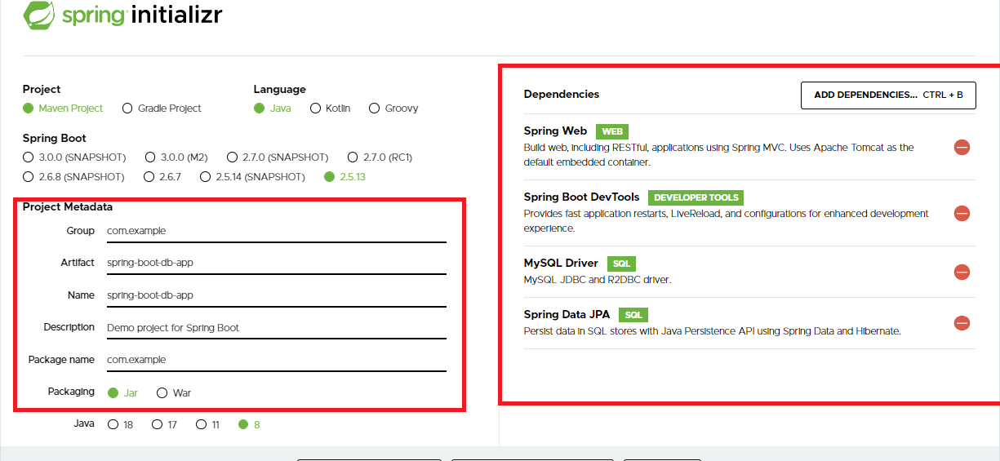 spring initializr
Project
Maven Project Gradle Project
Language
Java Kotlin Groovy
Spring Boot
3.0.0 (SNAPSHOT) 3.0.0 (M2) 2.7.0 (SNAPSHOT) 2.7.0 (RC1)
2.6.8 (SNAPSHOT) 2.6.7 2.5.14 (SNAPSHOT) 2.5.13
Project Metadata
Group com.example
Artifact spring-boot-db-app
Name spring-boot-db-app
Description Demo project for Spring Boot
Package name com.example
Packaging Jar War
Java 18 17 11 8
Dependencies ADD DEPENDENCIES... CTRL + B
Spring Web WEB
Build web, including RESTful, applications using Spring MVC. Uses Apache Tomcat as the
default embedded container.
Spring Boot DevTools DEVELOPER TOOLS
Provides fast application restarts, LiveReload, and configurations for enhanced development
experience.
MySQL Driver SQL
MySQL JDBC and R2DBC driver.
Spring Data JPA SQL
Persist data in SQL stores with Java Persistence API using Spring Data and Hibernate.